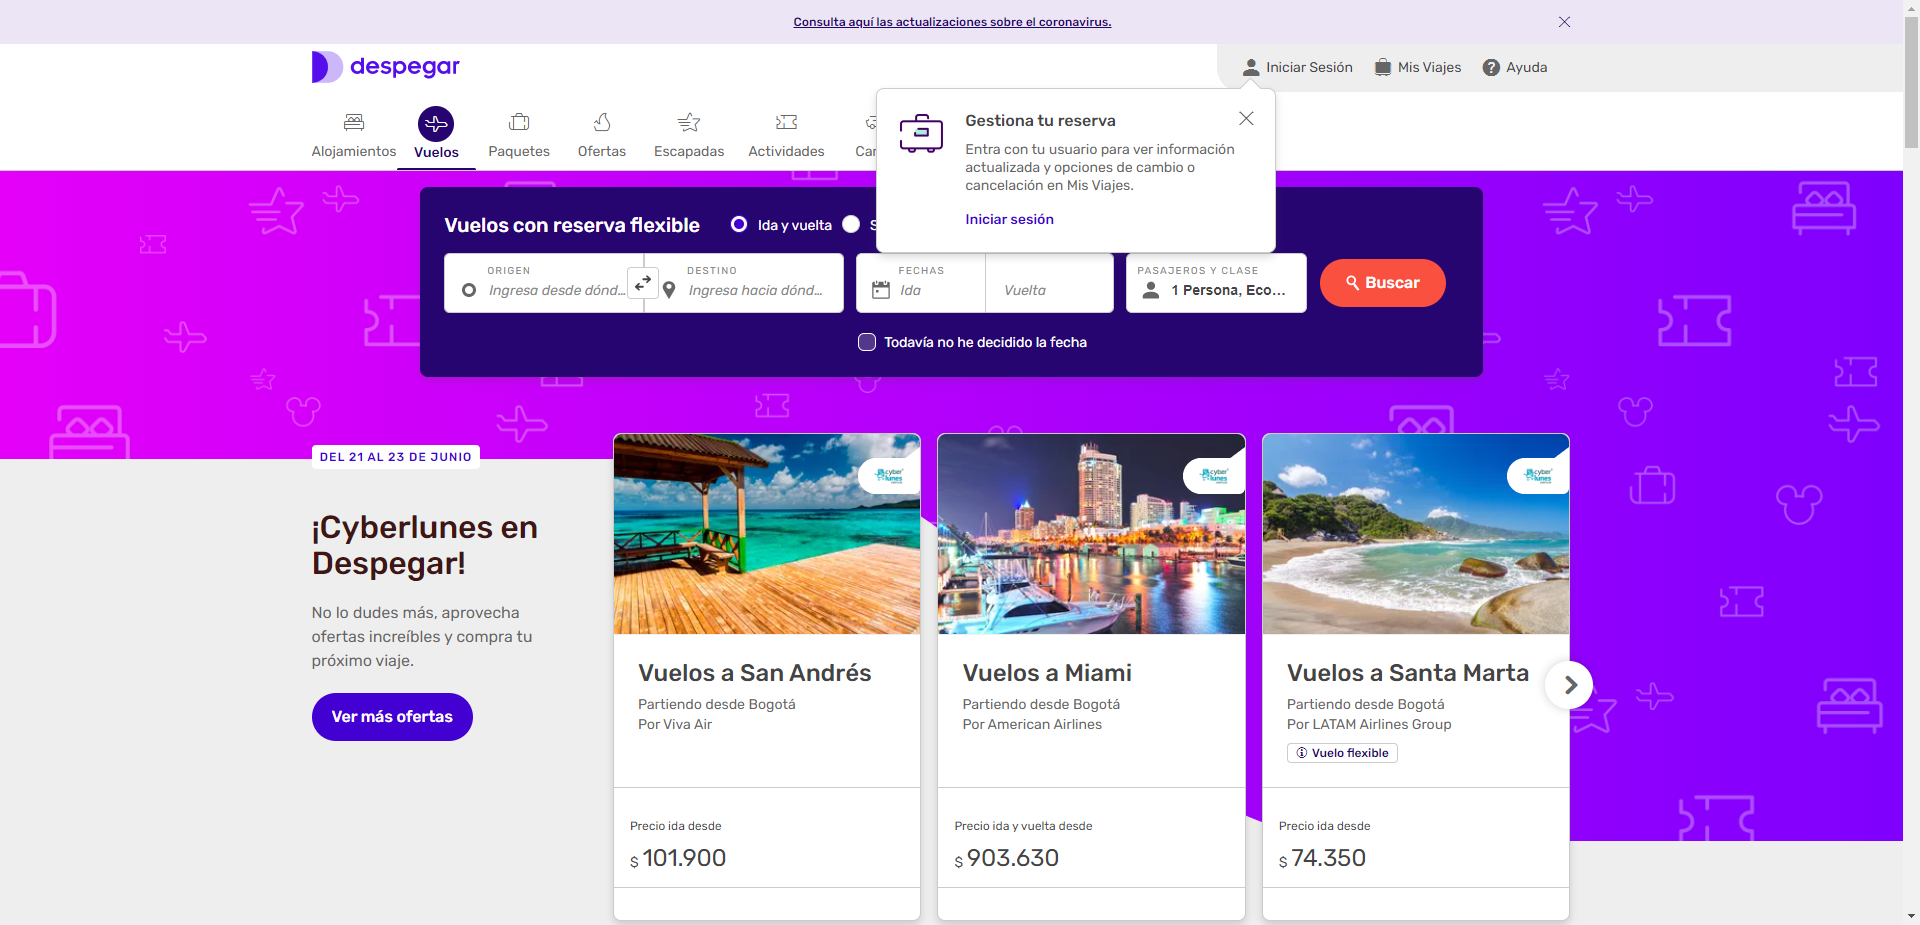 Consulta aquí las actualizaciones sobre el coronavirus.
despegar
Iniciar Sesión
Mis Viajes
Ayuda
Alojamientos
Vuelos
Paquetes
Ofertas
Escapadas
Actividades
Gestiona tu reserva
Entra con tu usuario para ver información
actualizada y opciones de cambio o
cancelación en Mis Viajes.
Iniciar sesión
Vuelos con reserva flexible
Ida y vuelta
ORIGEN
Ingresa desde dónd...
DESTINO
Ingresa hacia dónd...
FECHAS
Ida
Vuelta
PASAJEROS Y CLASE
1 Persona, Eco...
Buscar
Todavía no he decidido la fecha
DEL 21 AL 23 DE JUNIO
¡Cyberlunes en
Despegar!
No lo dudes más, aprovecha
ofertas increíbles y compra tu
próximo viaje.
Ver más ofertas
cyber
lunes
Vuelos a San Andrés
Partiendo desde Bogotá
Por Viva Air
Precio ida desde
$ 101.900
cyber
lunes
Vuelos a Miami
Partiendo desde Bogotá
Por American Airlines
Precio ida y vuelta desde
$ 903.630
cyber
lunes
Vuelos a Santa Marta
Partiendo desde Bogotá
Por LATAM Airlines Group
Vuelo flexible
Precio ida desde
$ 74.350